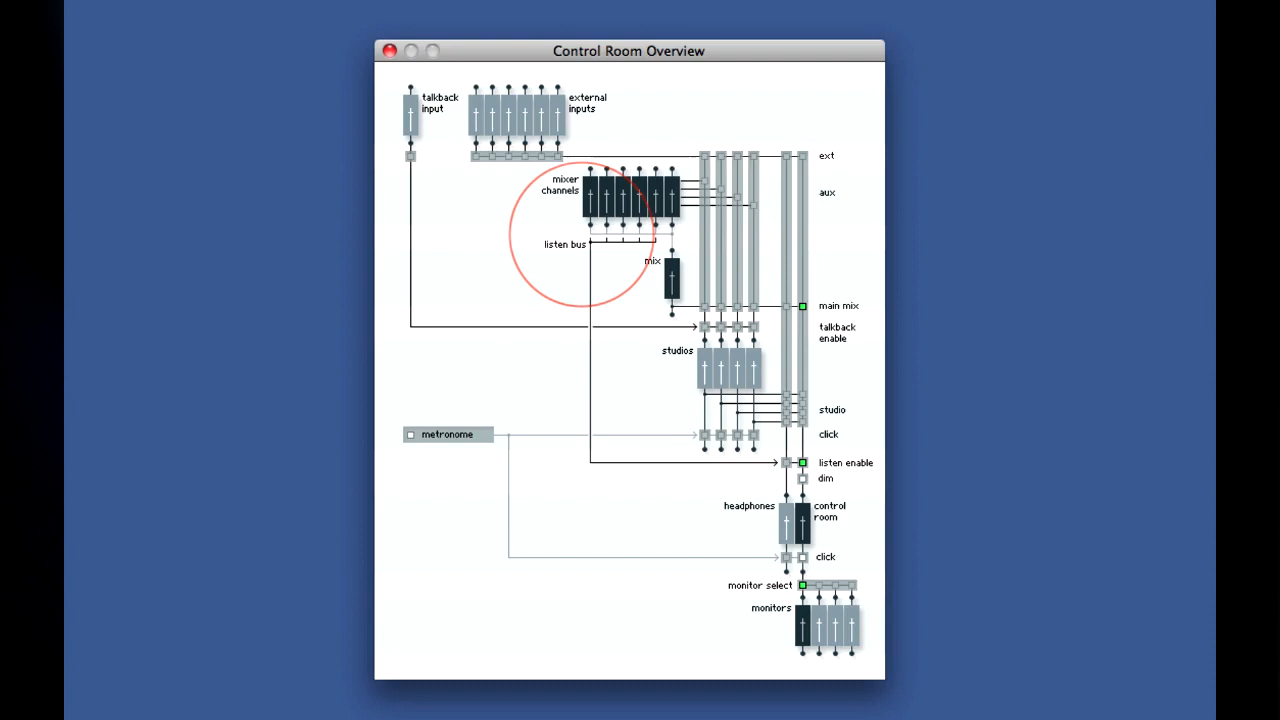 Control Room Overview
talkback
input
external
inputs
ext
mixer
channels
aux
listen bus
mix
main mix
talkback
enable
studios
studio
metronome
click
listen enable
dim
headphones
control
room
click
monitor select
monitors